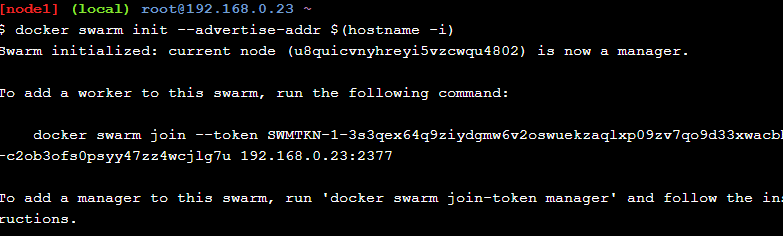 [node1] (local) root@192.168.0.23 ~
$ docker swarm init --advertise-addr $(hostname -i)
Swarm initialized: current node (u8quicvnyhreyi5vzcwqu4802) is now a manager.
To add a worker to this swarm, run the following command:
docker swarm join --token SWMTKN-1-3s3qex64q9ziydgmw6v2oswuekzaqlxp09zv7qo9d33xwacb
-c2ob3ofs0psyy47zz4wcjlg7u 192.168.0.23:2377
To add a manager to this swarm, run 'docker swarm join-token manager' and follow the ins
ructions.